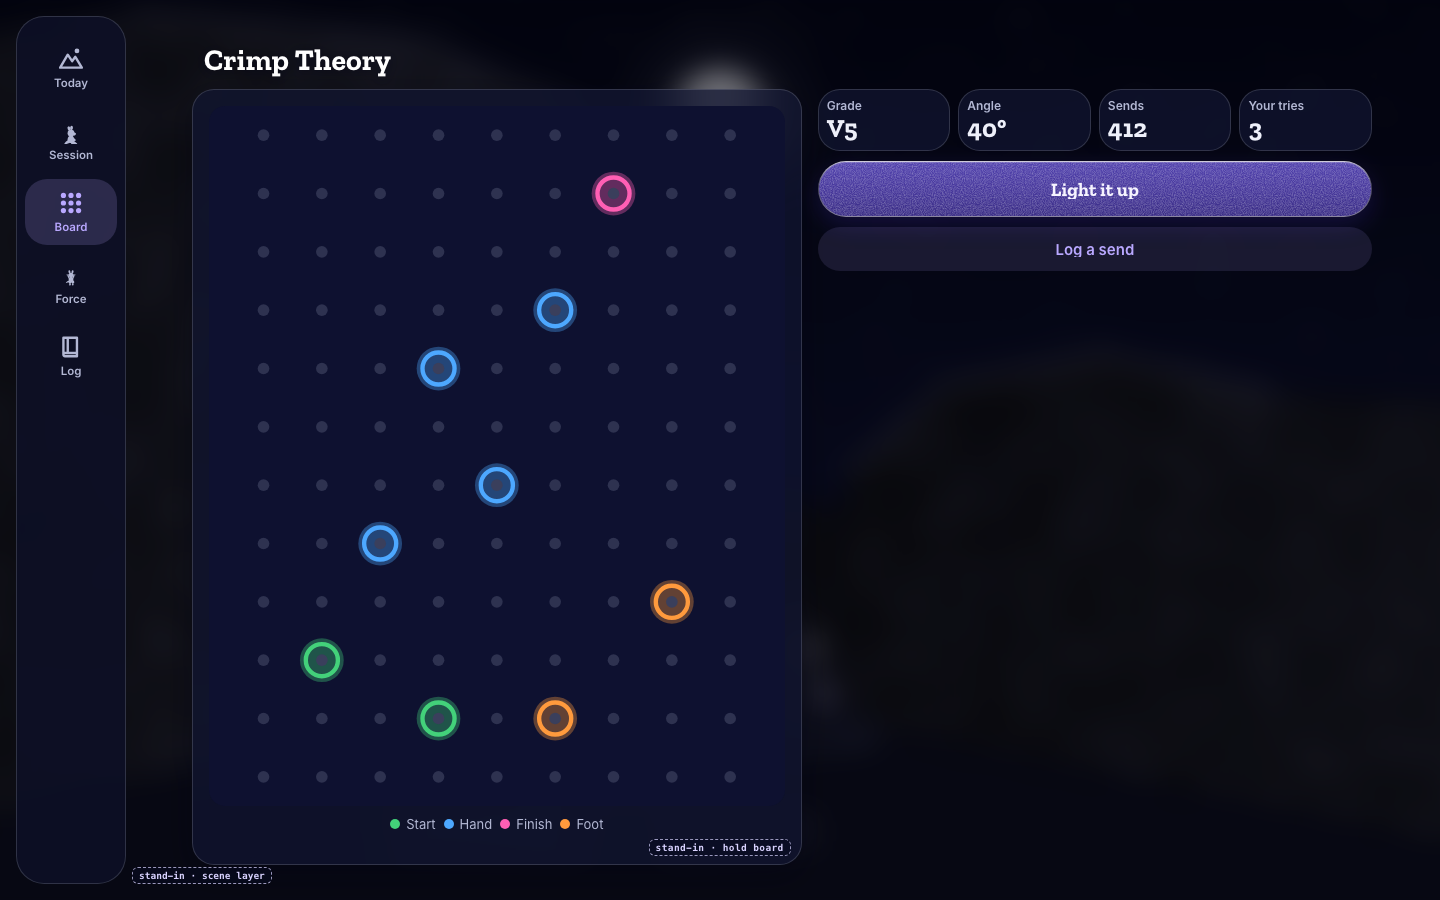 Today
Session
Board
Force
Log
Crimp Theory
Grade
V5
Angle
40°
Sends
412
Your tries
3
Light it up
Log a send
Start
Hand
Finish
Foot
stand-in · hold board
stand-in · scene layer